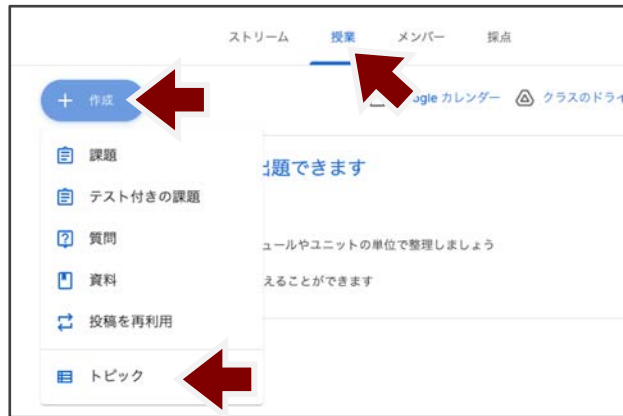 ストリーム 授業 メンバー 採点
+ 作成
ogle カレンダー クラスのドライ
課題
出題できます
テスト付きの課題
質問
ュールやユニットの単位で整理しましょう
資料
えることができます
投稿を再利用
トピック